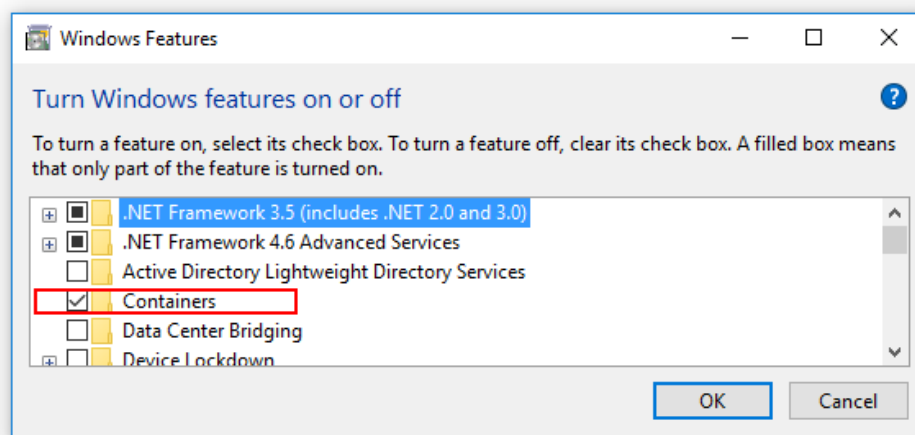 Windows Features
Turn Windows features on or off
?
To turn a feature on, select its check box. To turn a feature off, clear its check box. A filled box means
that only part of the feature is turned on.
.NET Framework 3.5 (includes .NET 2.0 and 3.0)
.NET Framework 4.6 Advanced Services
Active Directory Lightweight Directory Services
Containers
Data Center Bridging
Device Lockdown
OK Cancel